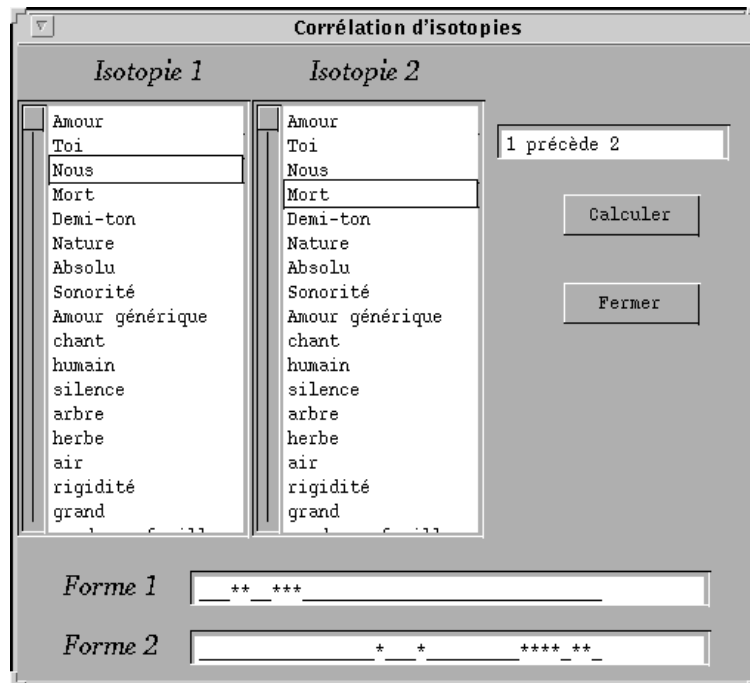 Corrélation d'isotopies
Isotopie 1
Isotopie 2
Amour
Toi
Nous
Mort
Demi-ton
Nature
Absolu
Sonorité
Amour générique
chant
humain
silence
arbre
herbe
air
rigidité
grand
Amour
Toi
Nous
Mort
Demi-ton
Nature
Absolu
Sonorité
Amour générique
chant
humain
silence
arbre
herbe
air
rigidité
grand
1 précède 2
Calculer
Fermer
Forme 1 ___**__***_____________________________
Forme 2 _________________*___*_________****_**_